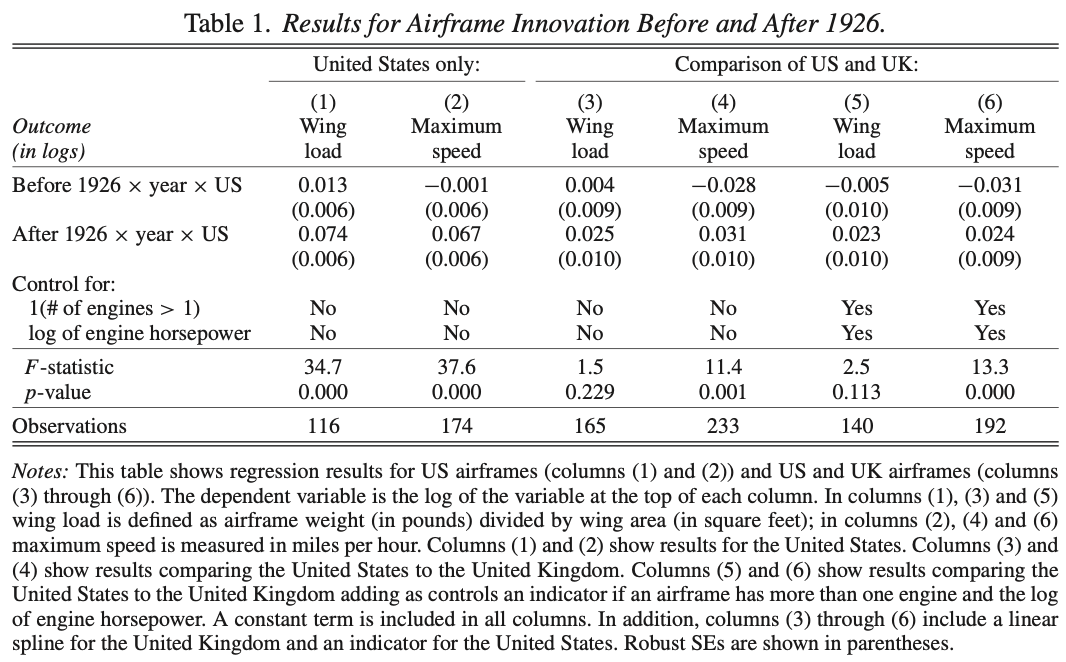 Table 1. Results for Airframe Innovation Before and After 1926.
United States only: Comparison of US and UK:
(1) (2) (3) (4) (5) (6)
Outcome Wing Maximum Wing Maximum Wing Maximum
(in logs) load speed load speed load speed
Before 1926 × year × US 0.013 −0.001 0.004 −0.028 −0.005 −0.031
(0.006) (0.006) (0.009) (0.009) (0.010) (0.009)
After 1926 × year × US 0.074 0.067 0.025 0.031 0.023 0.024
(0.006) (0.006) (0.010) (0.010) (0.010) (0.009)
Control for:
1(# of engines > 1) No No No No Yes Yes
log of engine horsepower No No No No Yes Yes
F-statistic 34.7 37.6 1.5 11.4 2.5 13.3
p-value 0.000 0.000 0.229 0.001 0.113 0.000
Observations 116 174 165 233 140 192
Notes: This table shows regression results for US airframes (columns (1) and (2)) and US and UK airframes (columns
(3) through (6)). The dependent variable is the log of the variable at the top of each column. In columns (1), (3) and (5)
wing load is defined as airframe weight (in pounds) divided by wing area (in square feet); in columns (2), (4) and (6)
maximum speed is measured in miles per hour. Columns (1) and (2) show results for the United States. Columns (3) and
(4) show results comparing the United States to the United Kingdom. Columns (5) and (6) show results comparing the
United States to the United Kingdom adding as controls an indicator if an airframe has more than one engine and the log
of engine horsepower. A constant term is included in all columns. In addition, columns (3) through (6) include a linear
spline for the United Kingdom and an indicator for the United States. Robust SEs are shown in parentheses.